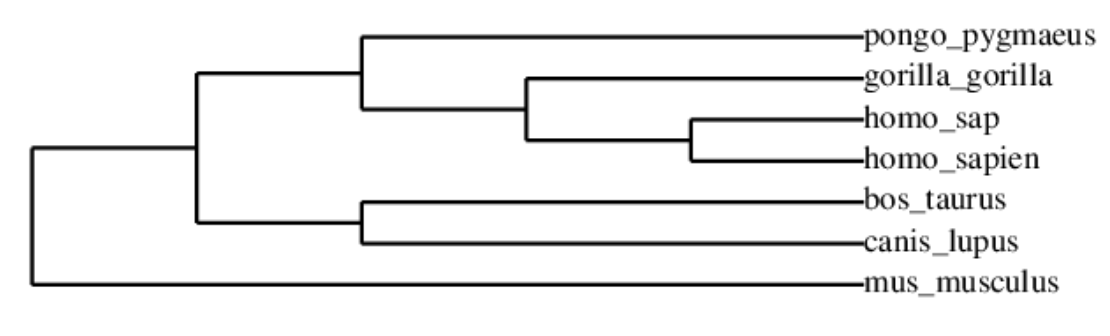 pongo_pygmaeus
gorilla_gorilla
homo_sap
homo_sapien
bos_taurus
canis_lupus
mus_musculus